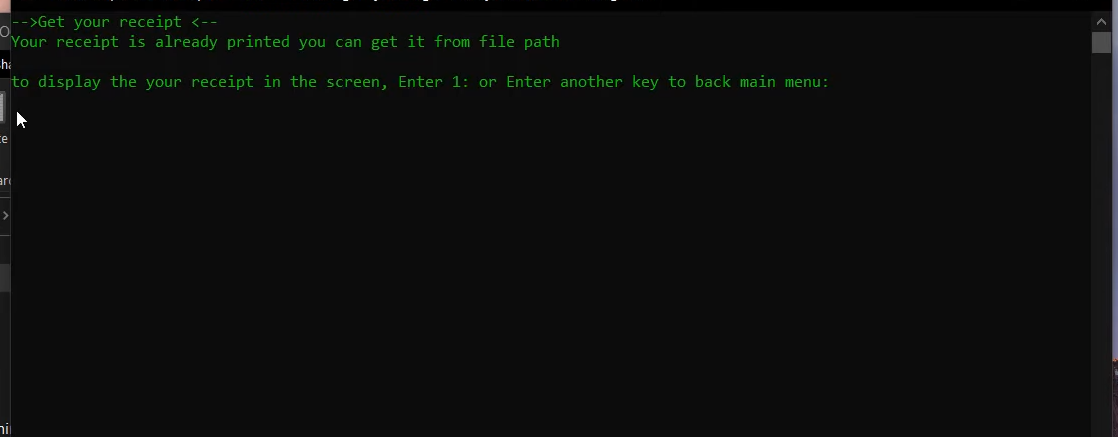 -->Get your receipt <--
Your receipt is already printed you can get it from file path
to display the your receipt in the screen, Enter 1: or Enter another key to back main menu: